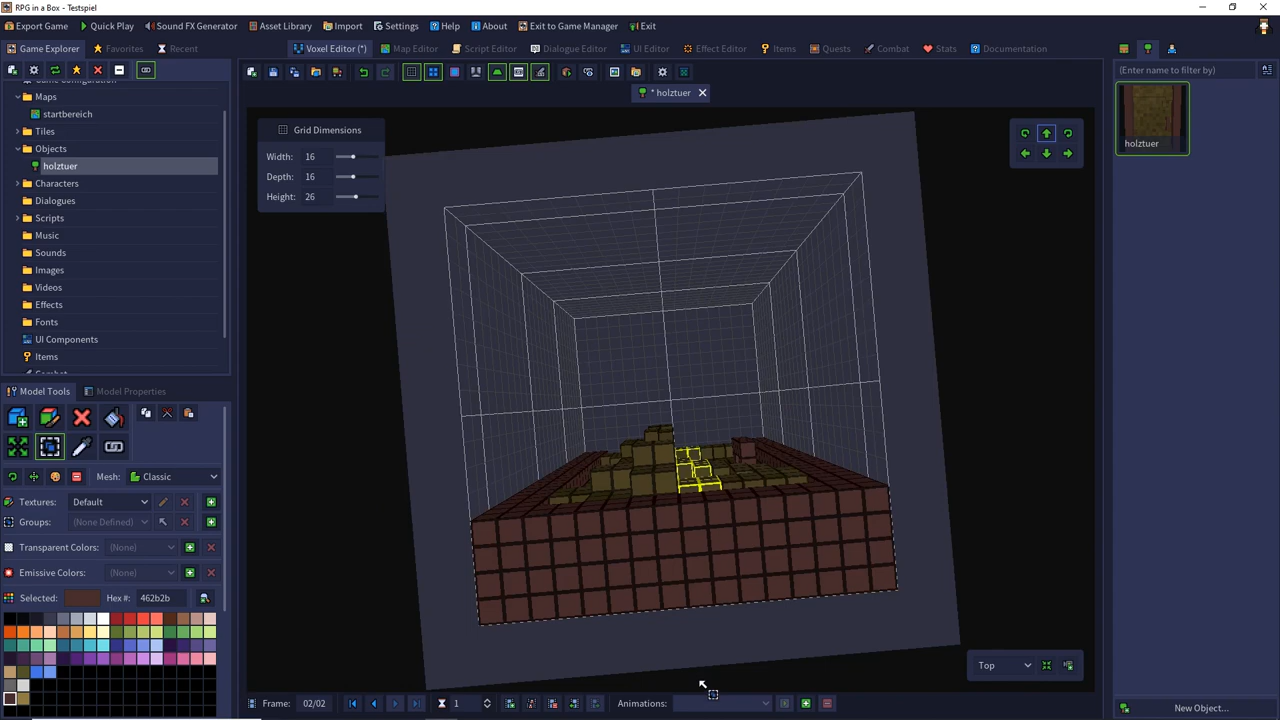 RPG in a Box - Testspiel
Export Game Quick Play Sound FX Generator Asset Library Import Settings Help About Exit to Game Manager Exit
Game Explorer Favorites Recent
Voxel Editor (*) Map Editor Script Editor Dialogue Editor UI Editor Effect Editor Items Quests Combat Stats Documentation
(Enter name to filter by)
* holztuer
holztuer
Game Configuration
Maps
startbereich
Tiles
Objects
holztuer
Characters
Dialogues
Scripts
Music
Sounds
Images
Videos
Effects
Fonts
UI Components
Items
Combat
Grid Dimensions
Width: 16
Depth: 16
Height: 26
Model Tools Model Properties
Mesh: Classic
Textures: Default
Groups: (None Defined)
Transparent Colors: (None)
Emissive Colors: (None)
Selected: Hex #: 462b2b
Top
Frame: 02/02 1 Animations:
New Object...